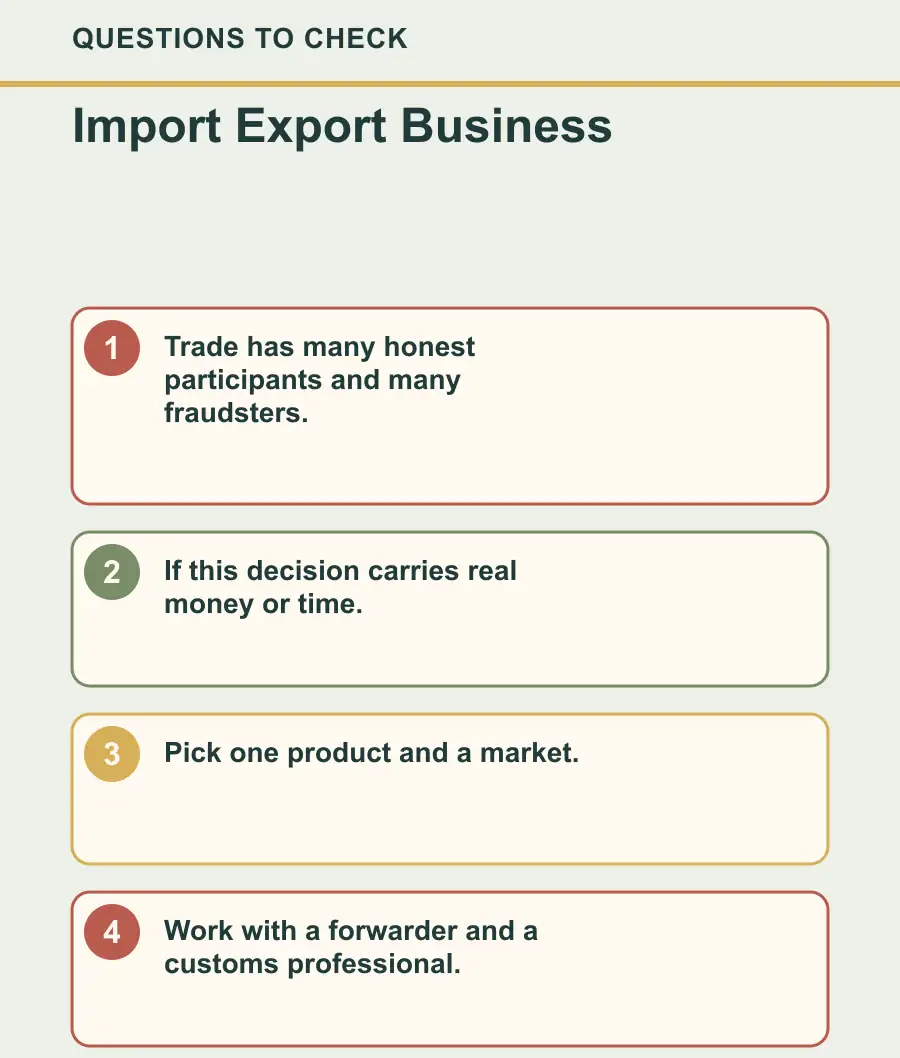 QUESTIONS TO CHECK
Import Export Business
1
Trade has many honest
participants and many
fraudsters.
2
If this decision carries real
money or time.
3
Pick one product and a market.
4
Work with a forwarder and a
customs professional.